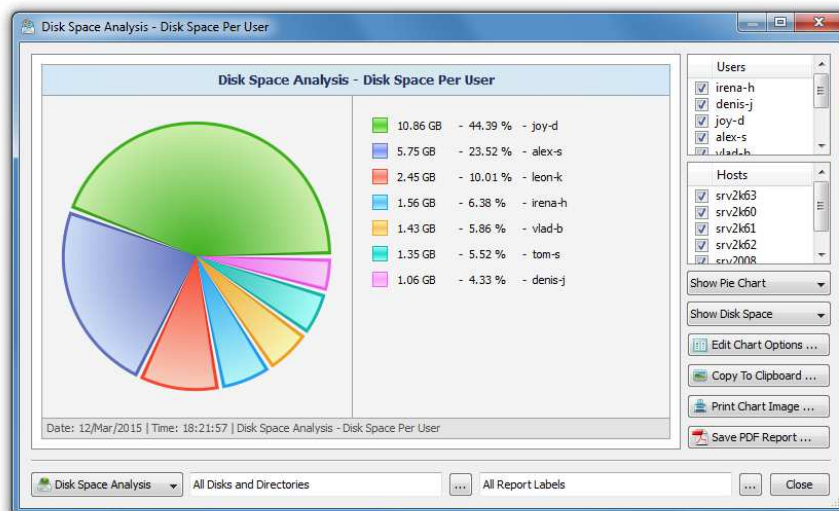 Disk Space Analysis - Disk Space Per User
Disk Space Analysis - Disk Space Per User
10.86 GB - 44.39 % - joy-d
5.75 GB - 23.52 % - alex-s
2.45 GB - 10.01 % - leon-k
1.56 GB - 6.38 % - irena-h
1.43 GB - 5.86 % - vlad-b
1.35 GB - 5.52 % - tom-s
1.06 GB - 4.33 % - denis-j
Date: 12/Mar/2015 | Time: 18:21:57 | Disk Space Analysis - Disk Space Per User
Users
irena-h
denis-j
joy-d
alex-s
vlad-b
Hosts
srv2k63
srv2k60
srv2k61
srv2k62
srv2008
Show Pie Chart
Show Disk Space
Edit Chart Options ...
Copy To Clipboard ...
Print Chart Image ...
Save PDF Report ...
Disk Space Analysis All Disks and Directories ... All Report Labels ... Close